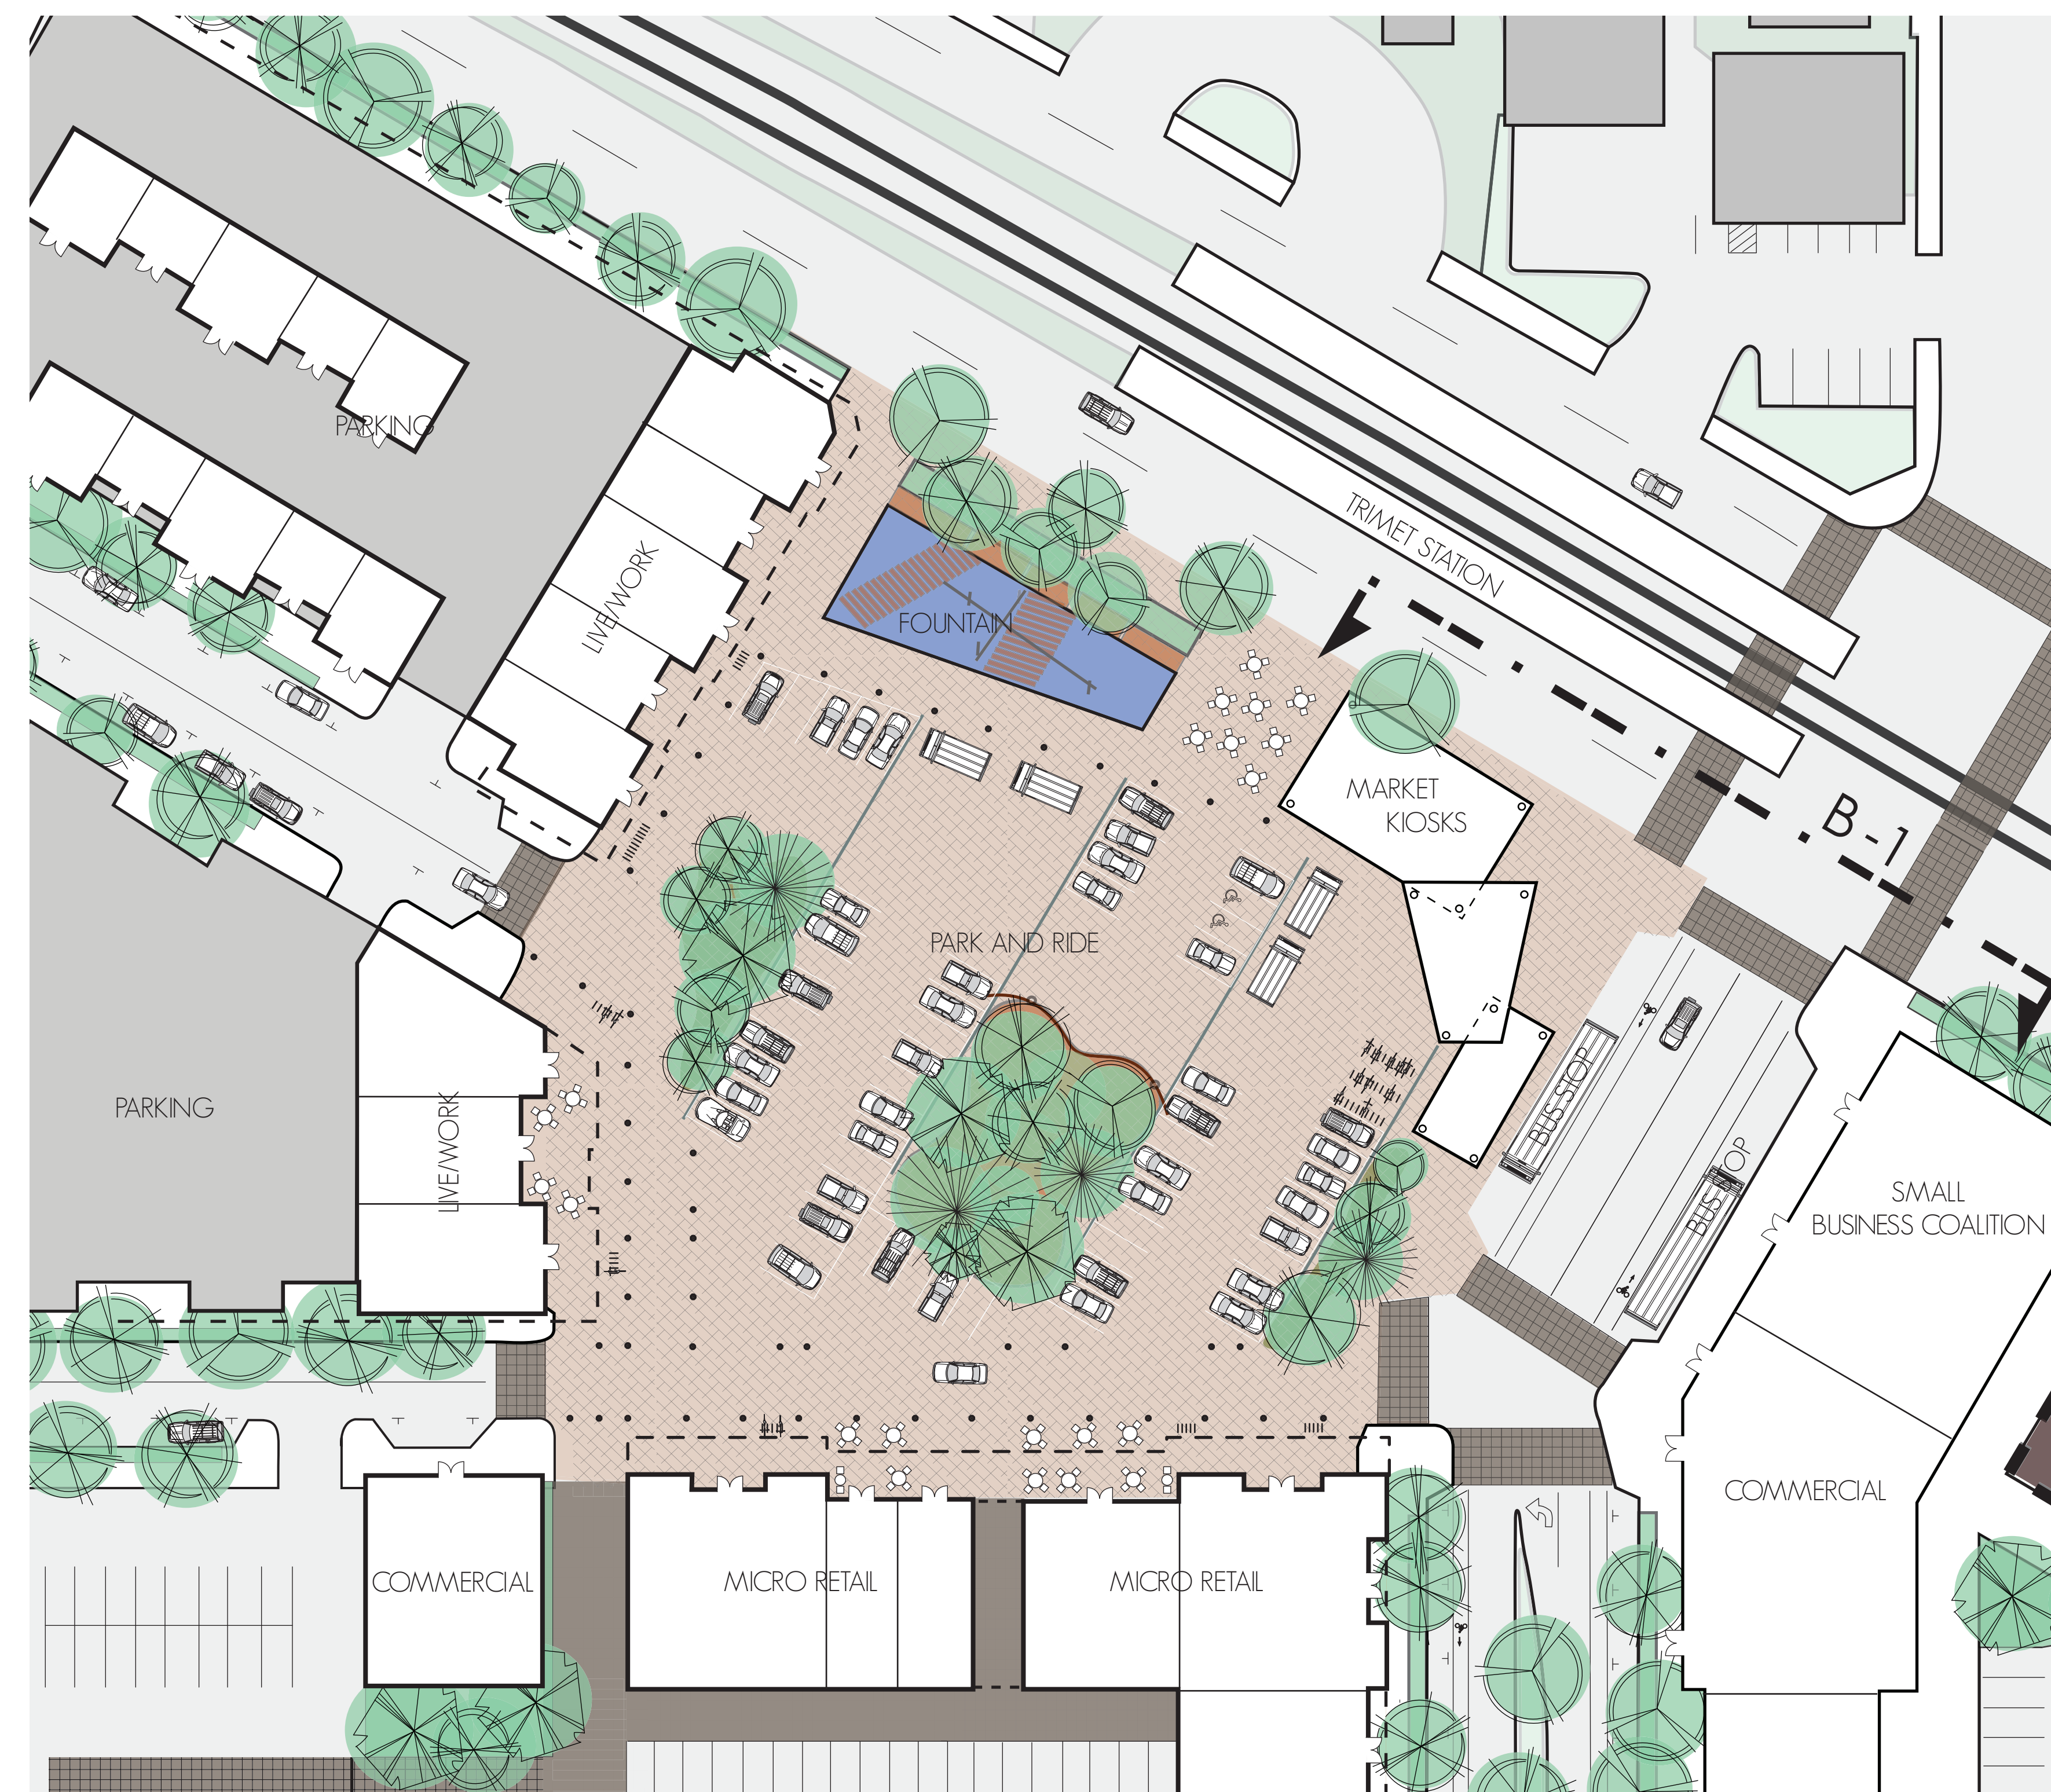 PARKING
TRIMET STATION
LIVE/WORK
FOUNTAIN
MARKET
KIOSKS
B-1
PARK AND RIDE
PARKING
LIVE/WORK
BUS STOP
BUS STOP
SMALL
BUSINESS COALITION
COMMERCIAL
COMMERCIAL
MICRO RETAIL
MICRO RETAIL